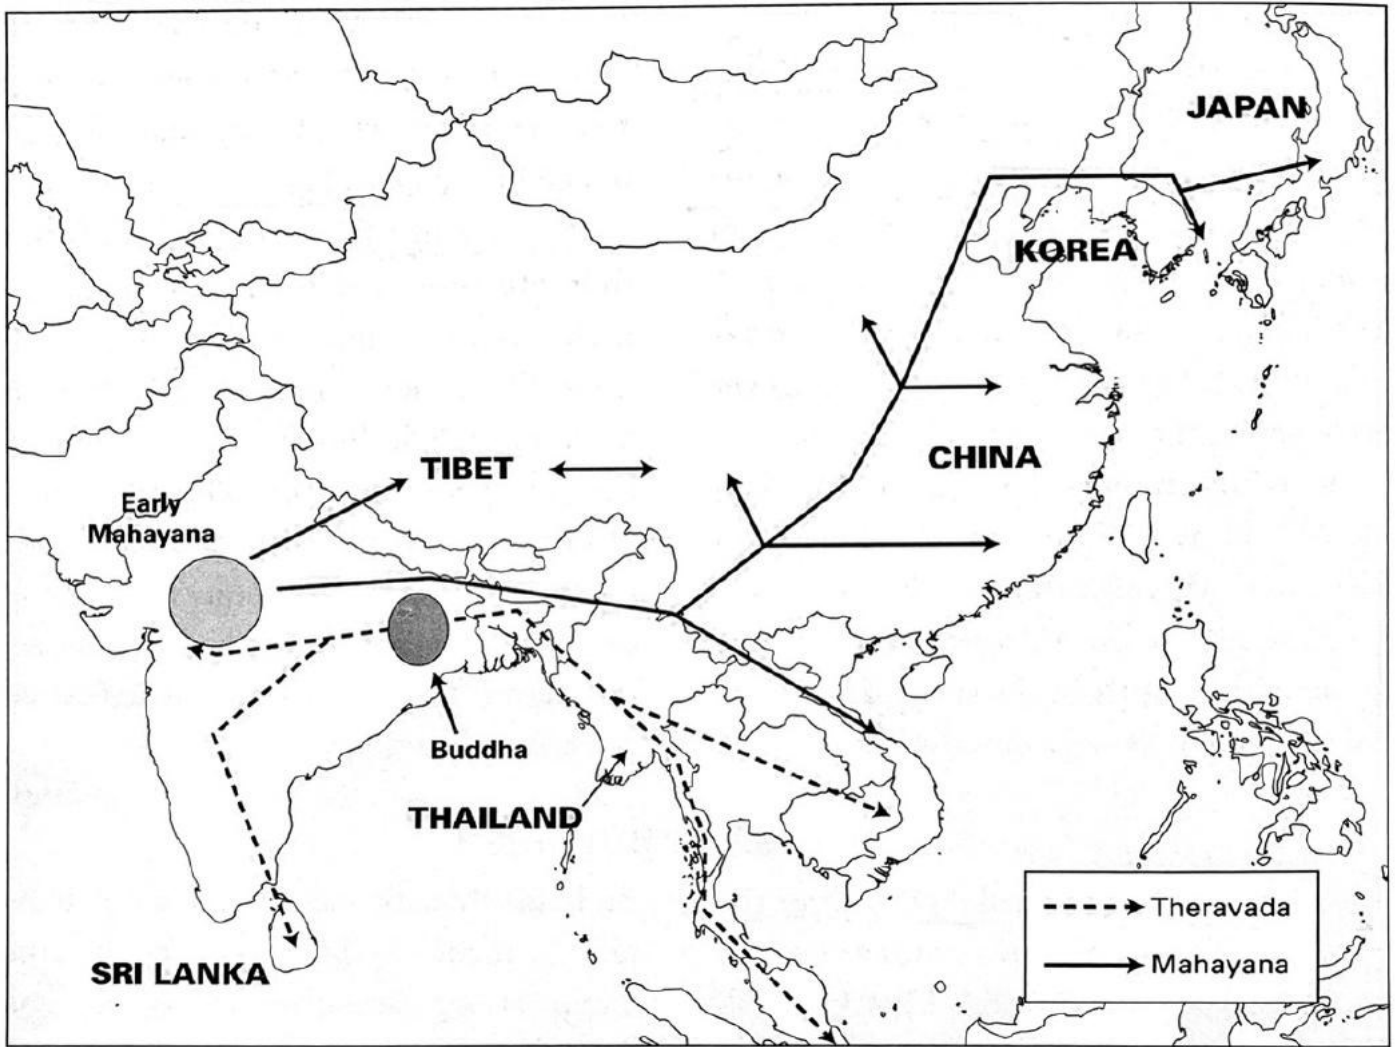 JAPAN
KOREA
CHINA
TIBET
Early
Mahayana
Buddha
THAILAND
SRI LANKA
Theravada
Mahayana